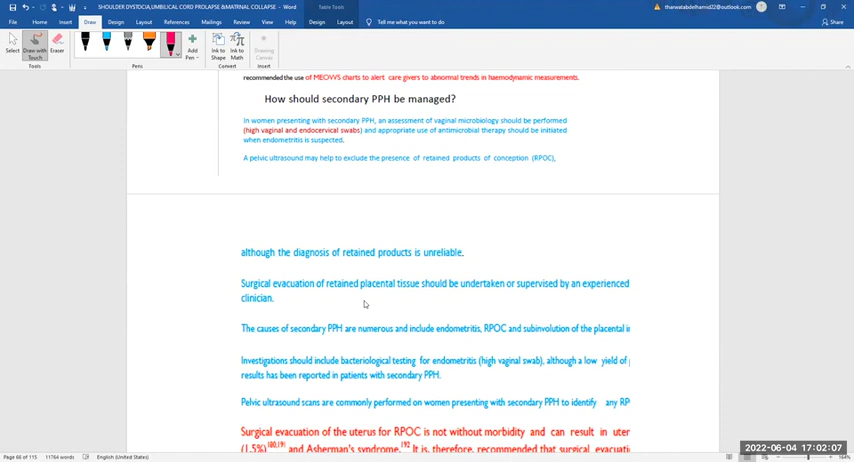 SHOULDER DYSTOCIA,UMBILICAL CORD PROLAPSE &MATRNAL COLLAPSE - Word
Table Tools
tharwatabdelhamid22@outlook.com
File Home Insert Draw Design Layout References Mailings Review View Help Design Layout Tell me what you want to do
Share
Select
Draw with Touch
Eraser
Add Pen
Ink to Shape
Ink to Math
Drawing Canvas
Tools
Pens
Convert
Insert
recommended the use of MEOWS charts to alert care givers to abnormal trends in haemodynamic measurements.
How should secondary PPH be managed?
In women presenting with secondary PPH, an assessment of vaginal microbiology should be performed
(high vaginal and endocervical swabs) and appropriate use of antimicrobial therapy should be initiated
when endometritis is suspected.
A pelvic ultrasound may help to exclude the presence of retained products of conception (RPOC),
although the diagnosis of retained products is unreliable.
Surgical evacuation of retained placental tissue should be undertaken or supervised by an experienced
clinician.
The causes of secondary PPH are numerous and include endometritis, RPOC and subinvolution of the placental
Investigations should include bacteriological testing for endometritis (high vaginal swab), although a low yield of
results has been reported in patients with secondary PPH.
Pelvic ultrasound scans are commonly performed on women presenting with secondary PPH to identify any RP
Surgical evacuation of the uterus for RPOC is not without morbidity and can result in uter
(1.5%)190,191 and Asherman's syndrome.192 It is, therefore, recommended that surgical evacuati
2022-06-04 17:02:07
Page 66 of 115 11764 words English (United States)
164%